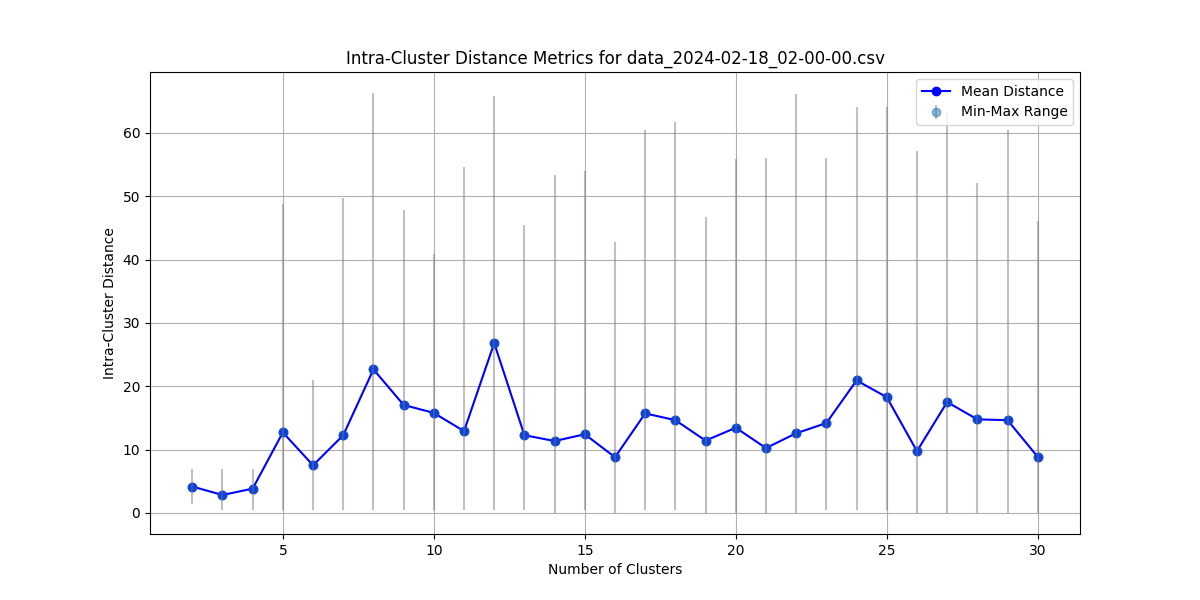 Intra-Cluster Distance Metrics for data_2024-02-18_02-00-00.csv
Mean Distance
Min-Max Range
Intra-Cluster Distance
60
50
40
30
20
10
0
5 10 15 20 25 30
Number of Clusters